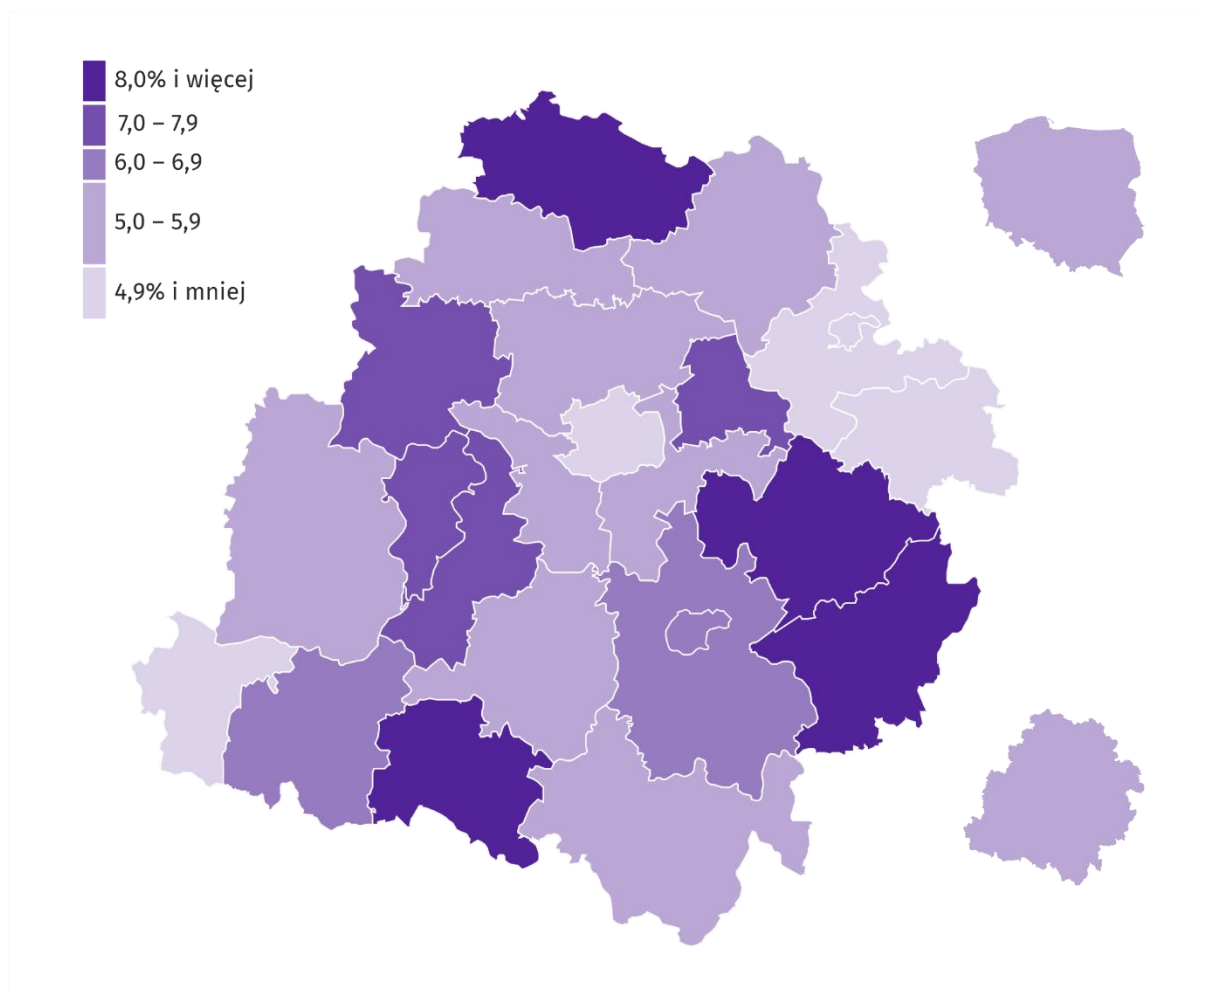 8,0% i więcej
7,0 – 7,9
6,0 – 6,9
5,0 – 5,9
4,9% i mniej